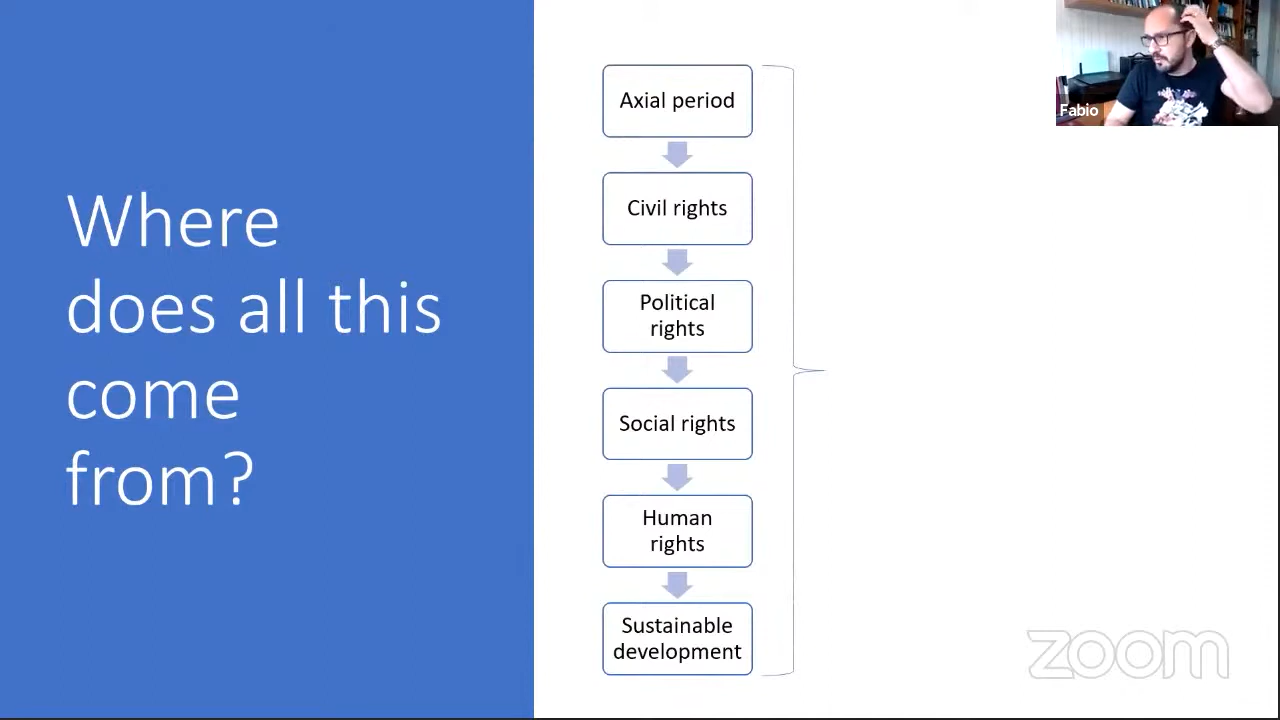 Where
does all this
come
from?
Axial period
Civil rights
Political
rights
Social rights
Human
rights
Sustainable
development
Fabio
zoom